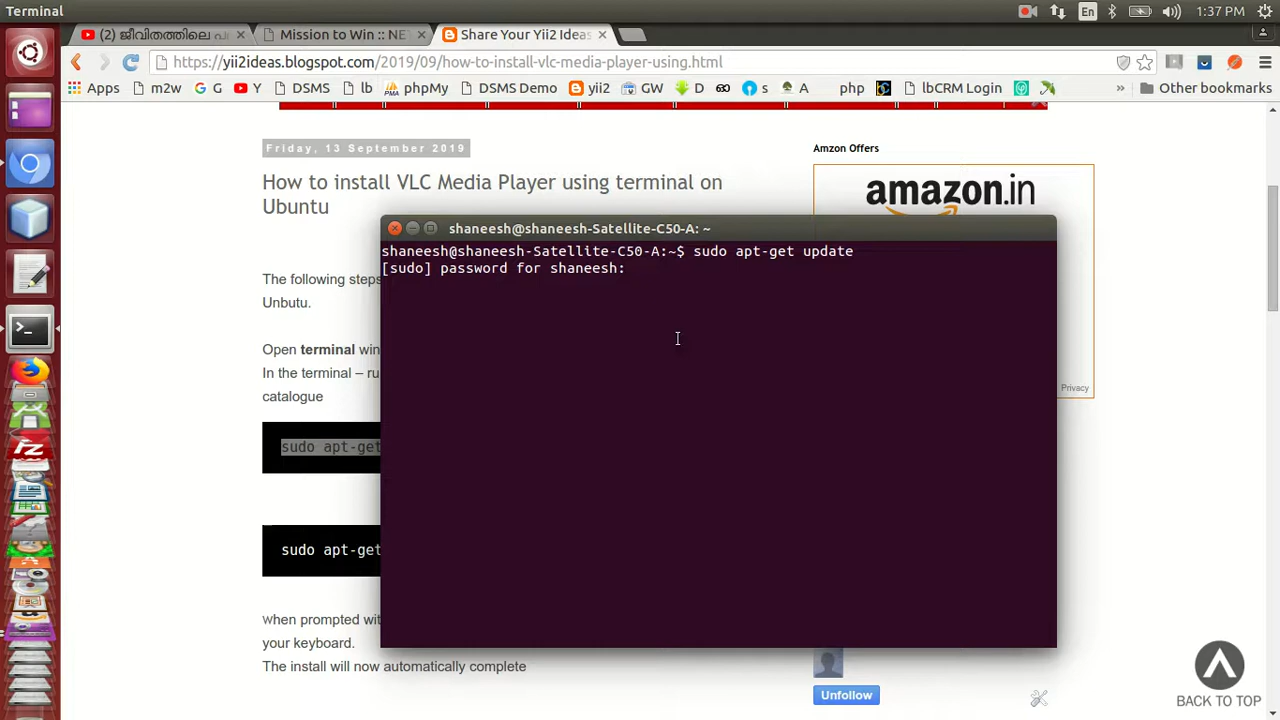 Terminal
En
1:37 PM
(2) ജീവിതത്തിലെ പ
Mission to Win :: NE
Share Your Yii2 Ideas
https://yii2ideas.blogspot.com/2019/09/how-to-install-vlc-media-player-using.html
Apps
m2w
G
Y
DSMS
lb
phpMy
DSMS Demo
yii2
GW
D
s
A
php
lbCRM Login
»
Other bookmarks
Friday, 13 September 2019
How to install VLC Media Player using terminal on
Ubuntu
The following steps
Unbutu.
Open terminal win
In the terminal – ru
catalogue
sudo apt-get
sudo apt-get
When prompted wit
your keyboard.
The install will now automatically complete
Amzon Offers
amazon.in
Privacy
shaneesh@shaneesh-Satellite-C50-A: ~
shaneesh@shaneesh-Satellite-C50-A:~$ sudo apt-get update
[sudo] password for shaneesh:
Unfollow
BACK TO TOP